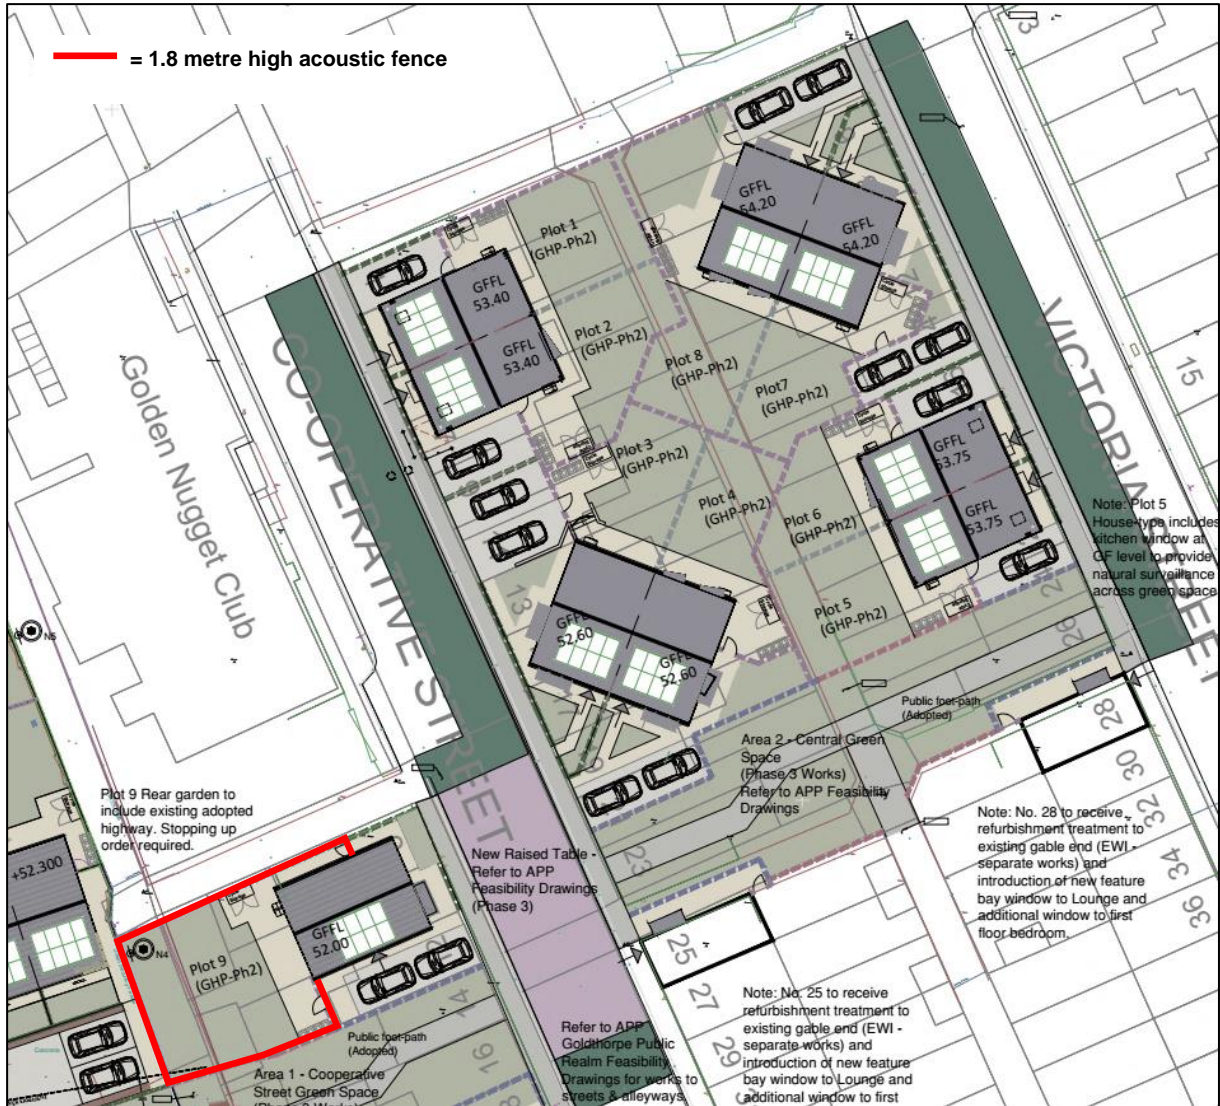 = 1.8 metre high acoustic fence
Golden Nugget Club
CO-OPERATIVE STREET
VICTORIA STREET
GFFL
53.40
GFFL
53.40
Plot 1
(GHP-Ph2)
Plot 2
(GHP-Ph2)
Plot 3
(GHP-Ph2)
Plot 4
(GHP-Ph2)
GFFL
54.20
GFFL
54.20
Plot 8
(GHP-Ph2)
Plot7
(GHP-Ph2)
Plot 6
(GHP-Ph2)
Plot 5
(GHP-Ph2)
GFFL
53.75
GFFL
53.75
15
Note: Plot 5
House-type includes
kitchen window at
GF level to provide
natural surveillance
across green space
13
GFFL
52.60
GFFL
52.60
26
28
30
32
34
36
Public foot-path
(Adopted)
Area 2 - Central Green
Space
(Phase 3 Works)
Refer to APP Feasibility
Drawings
Note: No. 28 to receive
refurbishment treatment to
existing gable end (EWI -
separate works) and
introduction of new feature
bay window to Lounge and
additional window to first
floor bedroom.
N5
Plot 9 Rear garden to
include existing adopted
highway. Stopping up
order required.
+52.300
N4
Plot 9
(GHP-Ph2)
GFFL
52.00
12
14
16
Public foot-path
(Adopted)
Area 1 - Cooperative
Street Green Space
New Raised Table -
Refer to APP
Feasibility Drawings
(Phase 3)
Refer to APP
Goldthorpe Public
Realm Feasibility
Drawings for works to
streets & alleyways
23
25
27
29
Note: No. 25 to receive
refurbishment treatment to
existing gable end (EWI -
separate works) and
introduction of new feature
bay window to Lounge and
additional window to first